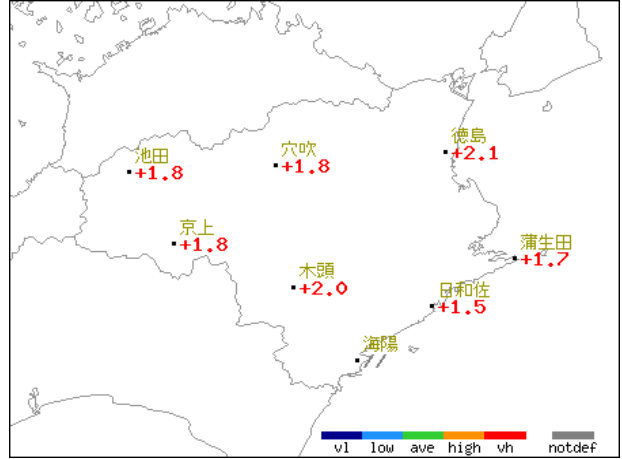 徳島
+2.1
穴吹
+1.8
池田
+1.8
京上
+1.8
蒲生田
+1.7
木頭
+2.0
日和佐
+1.5
海陽
//
vl low ave high vh notdef